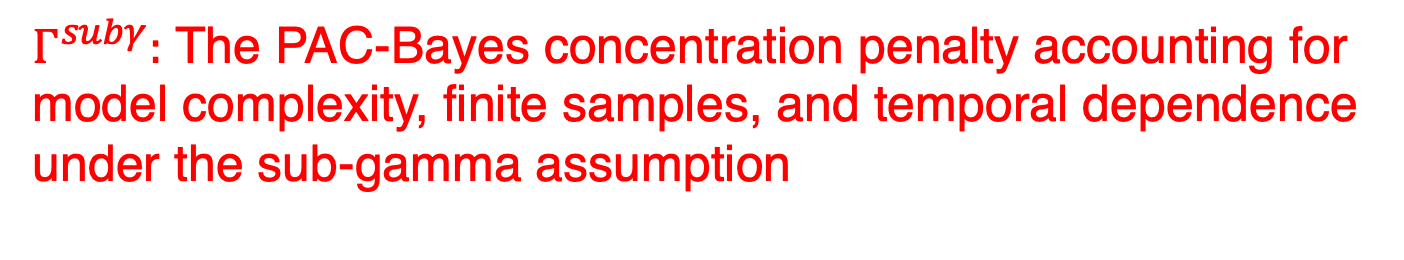 Γ^{subγ}: The PAC-Bayes concentration penalty accounting for
model complexity, finite samples, and temporal dependence
under the sub-gamma assumption